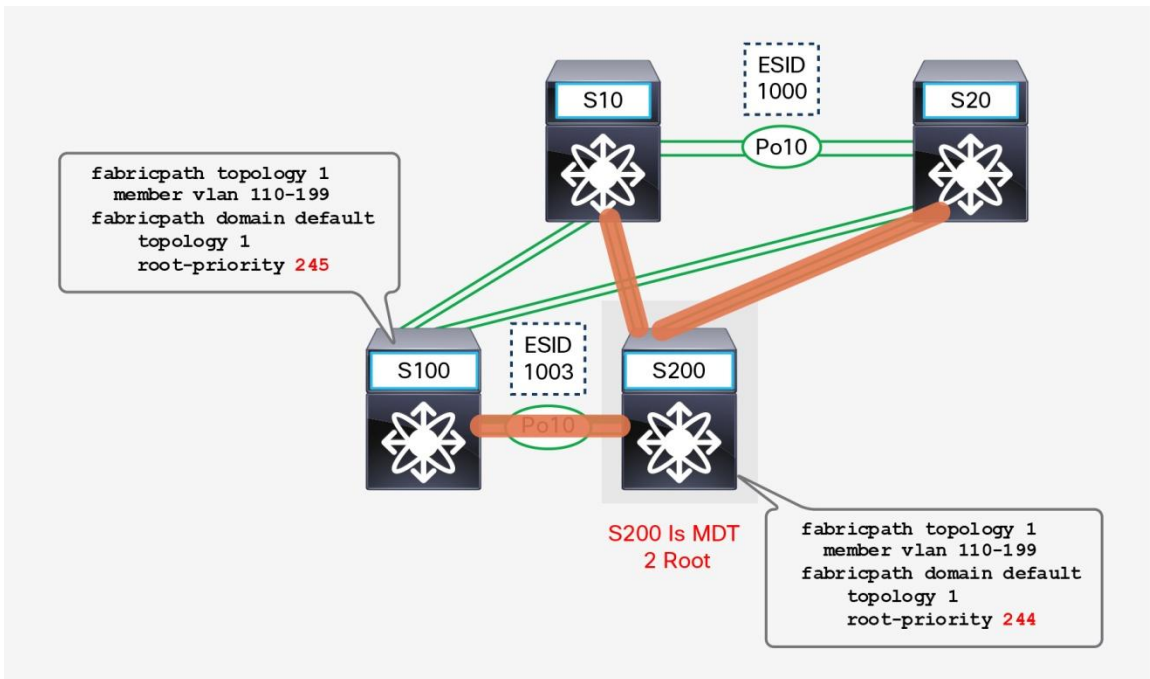 ESID
1000
S10
S20
Po10
fabricpath topology 1
member vlan 110-199
fabricpath domain default
topology 1
root-priority 245
ESID
1003
S100
S200
Po10
S200 Is MDT
2 Root
fabricpath topology 1
member vlan 110-199
fabricpath domain default
topology 1
root-priority 244